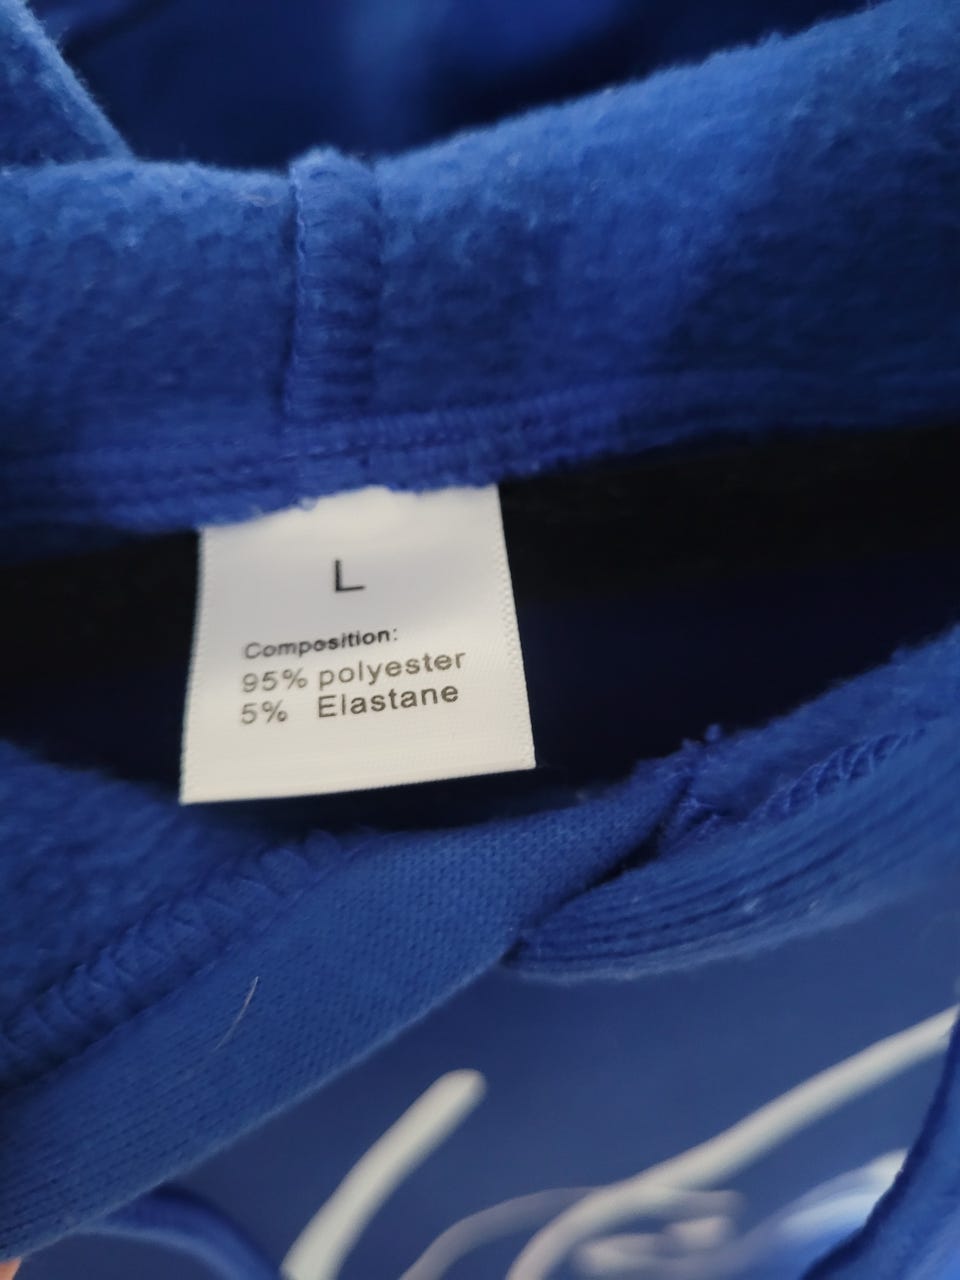 L
Composition:
95% polyester
5% Elastane